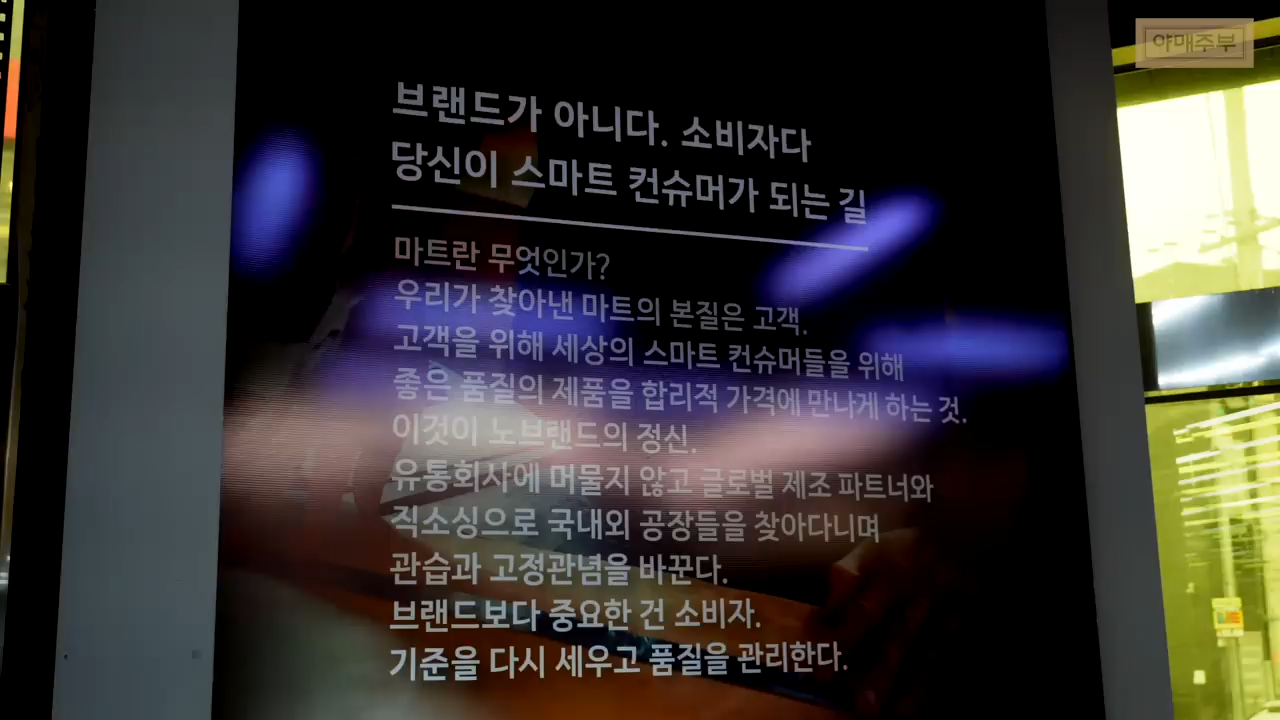 야매주부
브랜드가 아니다. 소비자다
당신이 스마트 컨슈머가 되는 길
마트란 무엇인가?
우리가 찾아낸 마트의 본질은 고객.
고객을 위해 세상의 스마트 컨슈머들을 위해
좋은 품질의 제품을 합리적 가격에 만나게 하는 것.
이것이 노브랜드의 정신.
유통회사에 머물지 않고 글로벌 제조 파트너와
직소싱으로 국내외 공장들을 찾아다니며
관습과 고정관념을 바꾼다.
브랜드보다 중요한 건 소비자.
기준을 다시 세우고 품질을 관리한다.